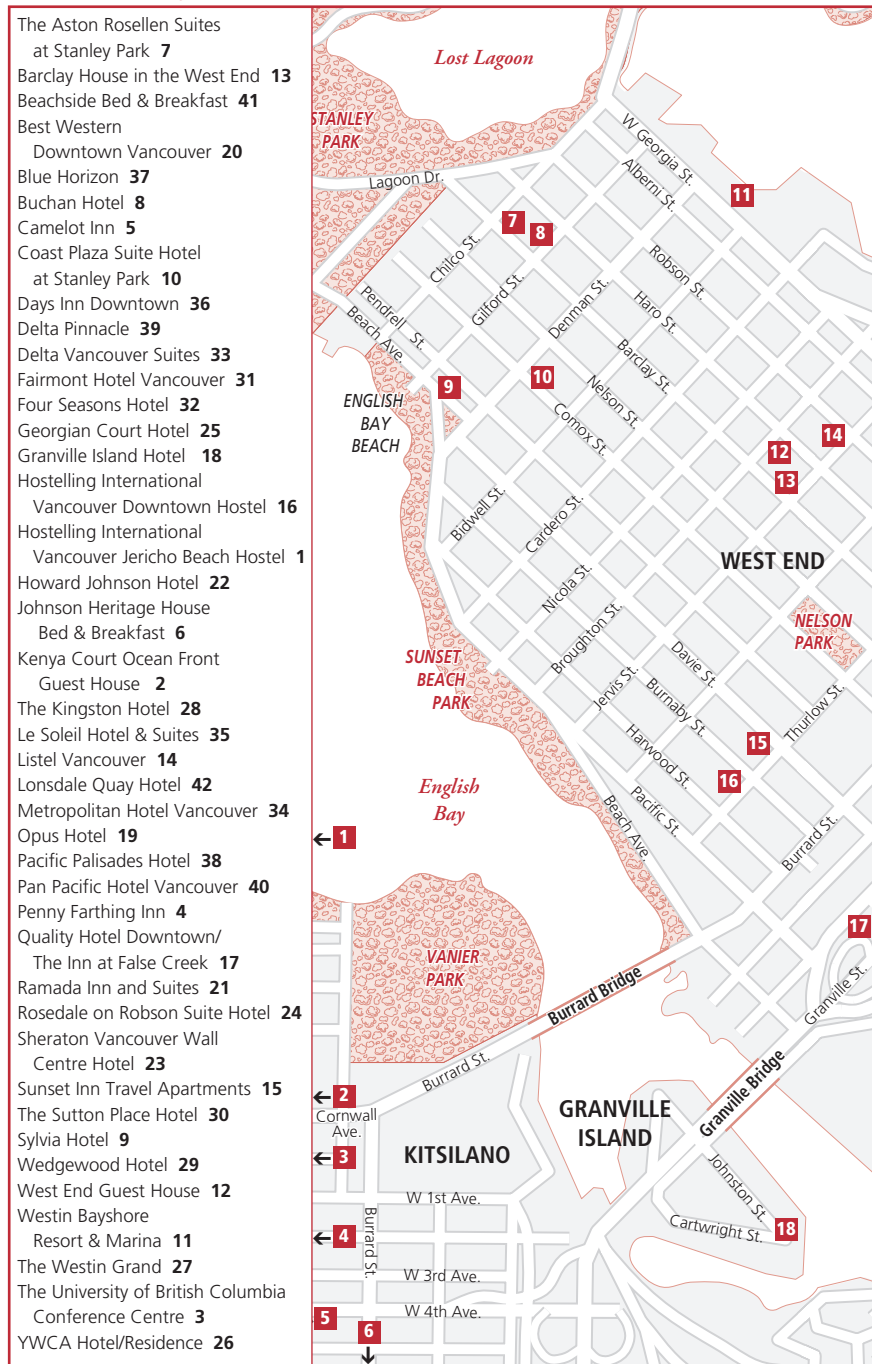 The Aston Rosellen Suites
at Stanley Park 7
Barclay House in the West End 13
Beachside Bed & Breakfast 41
Best Western
Downtown Vancouver 20
Blue Horizon 37
Buchan Hotel 8
Camelot Inn 5
Coast Plaza Suite Hotel
at Stanley Park 10
Days Inn Downtown 36
Delta Pinnacle 39
Delta Vancouver Suites 33
Fairmont Hotel Vancouver 31
Four Seasons Hotel 32
Georgian Court Hotel 25
Granville Island Hotel 18
Hostelling International
Vancouver Downtown Hostel 16
Hostelling International
Vancouver Jericho Beach Hostel 1
Howard Johnson Hotel 22
Johnson Heritage House
Bed & Breakfast 6
Kenya Court Ocean Front
Guest House 2
The Kingston Hotel 28
Le Soleil Hotel & Suites 35
Listel Vancouver 14
Lonsdale Quay Hotel 42
Metropolitan Hotel Vancouver 34
Opus Hotel 19
Pacific Palisades Hotel 38
Pan Pacific Hotel Vancouver 40
Penny Farthing Inn 4
Quality Hotel Downtown/
The Inn at False Creek 17
Ramada Inn and Suites 21
Rosedale on Robson Suite Hotel 24
Sheraton Vancouver Wall
Centre Hotel 23
Sunset Inn Travel Apartments 15
The Sutton Place Hotel 30
Sylvia Hotel 9
Wedgewood Hotel 29
West End Guest House 12
Westin Bayshore
Resort & Marina 11
The Westin Grand 27
The University of British Columbia
Conference Centre 3
YWCA Hotel/Residence 26
Lost Lagoon
STANLEY
PARK
Lagoon Dr.
W Georgia St.
Alberni St.
11
7
8
Chilco St.
Gilford St.
Robson St.
Haro St.
Denman St.
Pendrell St.
Beach Ave.
Barclay St.
9
10
Nelson St.
Comox St.
ENGLISH
BAY
BEACH
14
12
13
Bidwell St.
Cardero St.
WEST END
Nicola St.
Broughton St.
NELSON
PARK
SUNSET
BEACH
PARK
Davie St.
Jervis St.
Burnaby St.
Thurlow St.
15
Harwood St.
16
Pacific St.
English
Bay
Beach Ave.
Burrard St.
1
17
VANIER
PARK
Burrard Bridge
Granville St.
Burrard St.
Granville Bridge
2
Cornwall
Ave.
GRANVILLE
ISLAND
3
KITSILANO
Johnston St.
W 1st Ave.
Burrard St.
Cartwright St.
18
4
W 3rd Ave.
5
W 4th Ave.
6